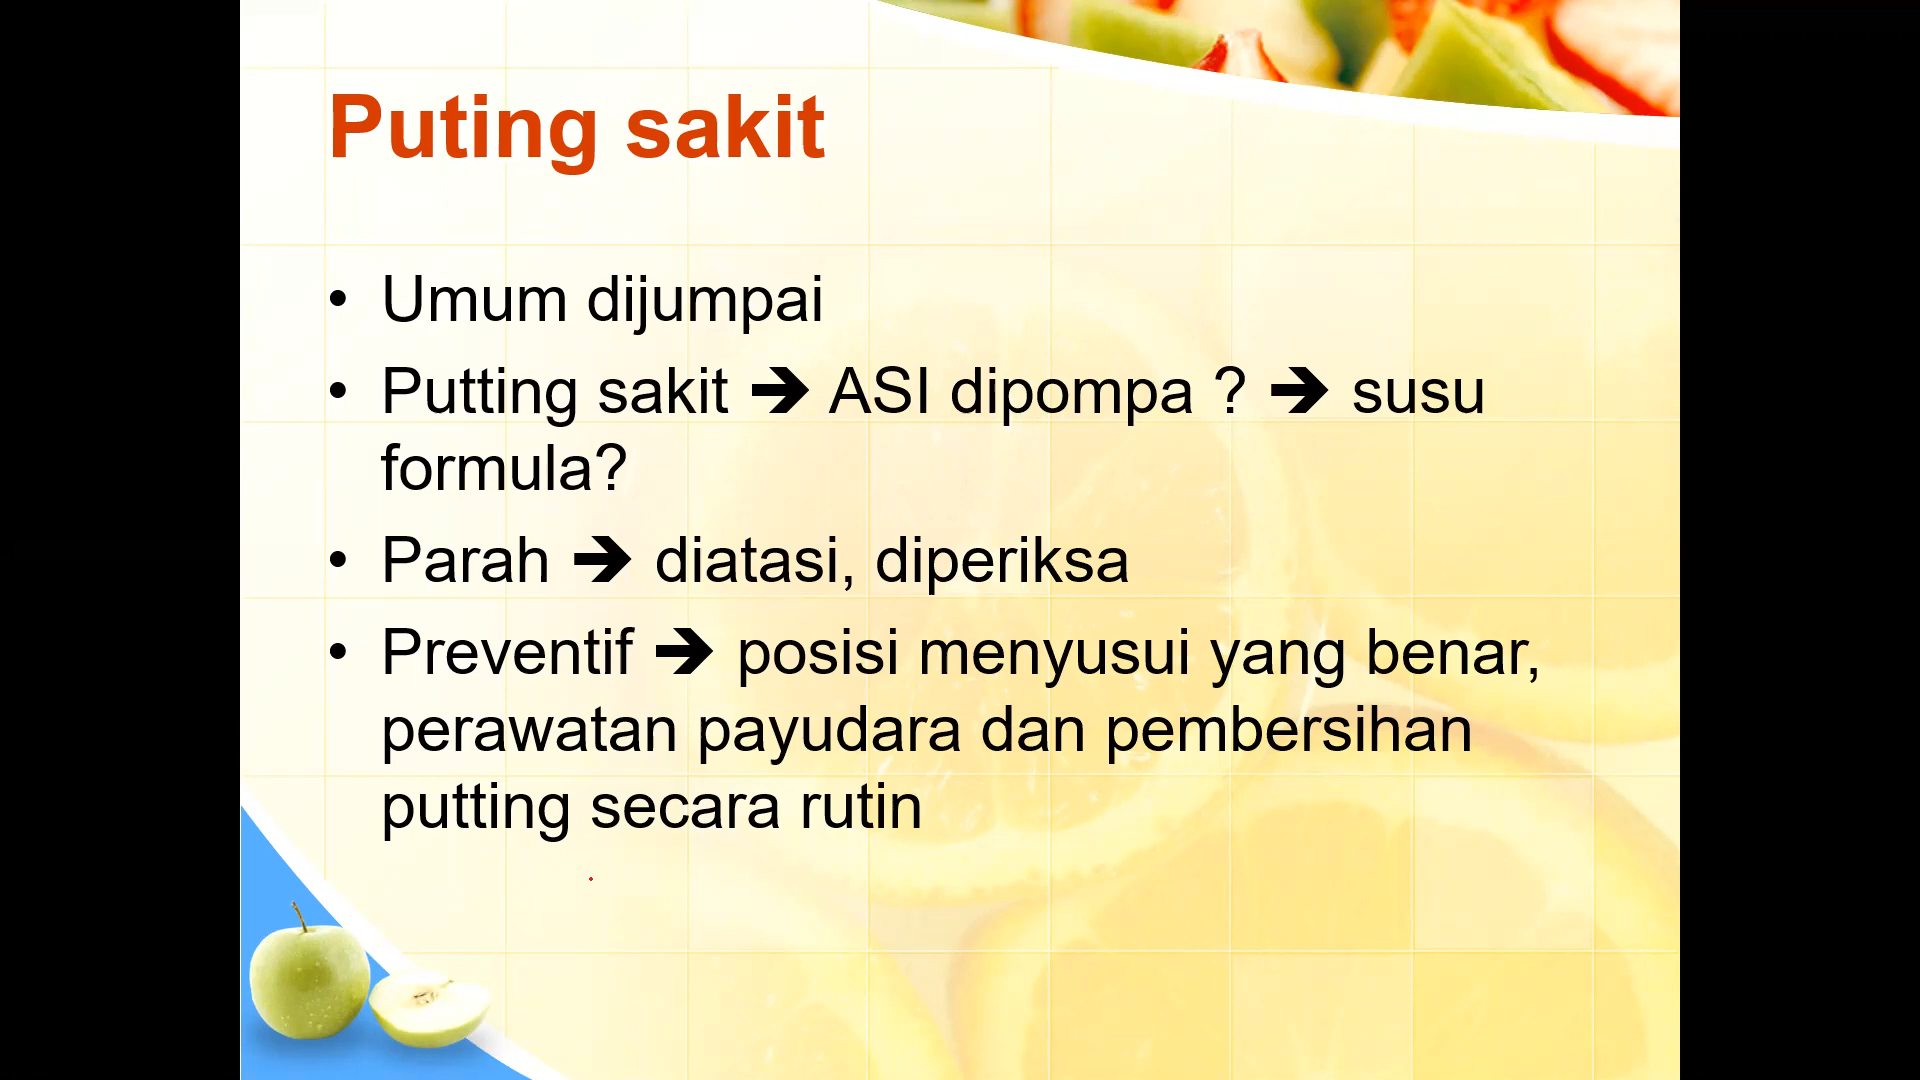 Puting sakit
• Umum dijumpai
• Putting sakit 🡪 ASI dipompa ? 🡪 susu
formula?
• Parah 🡪 diatasi, diperiksa
• Preventif 🡪 posisi menyusui yang benar,
perawatan payudara dan pembersihan
putting secara rutin